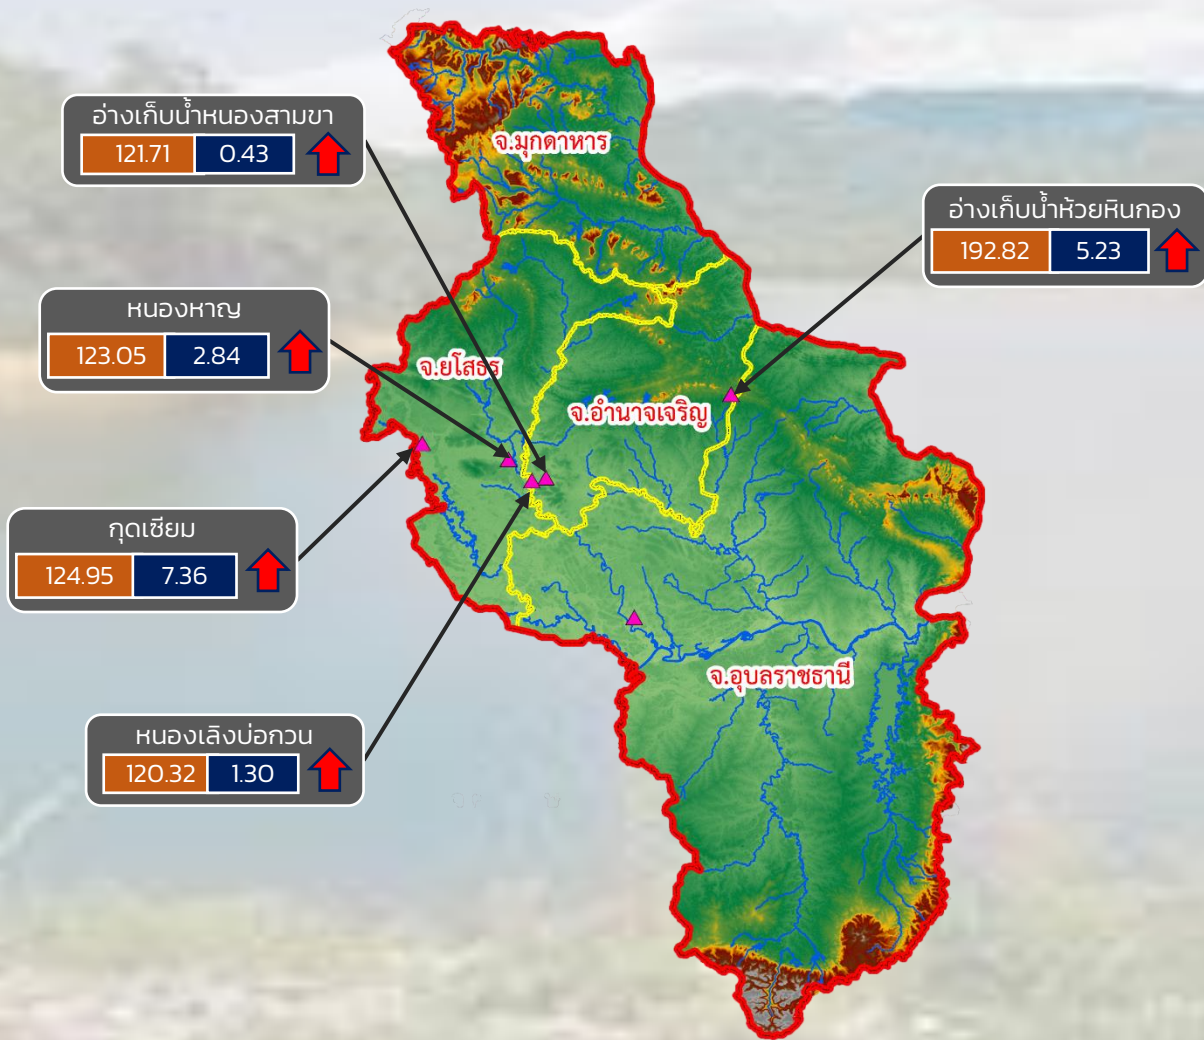 อ่างเก็บน้ำหนองสามขา
121.71 0.43
จ.มุกดาหาร
อ่างเก็บน้ำห้วยหินกอง
192.82 5.23
หนองหาญ
123.05 2.84
จ.ยโสธร
จ.อำนาจเจริญ
กุดเซียม
124.95 7.36
จ.อุบลราชธานี
หนองเลิงบ่อกวน
120.32 1.30